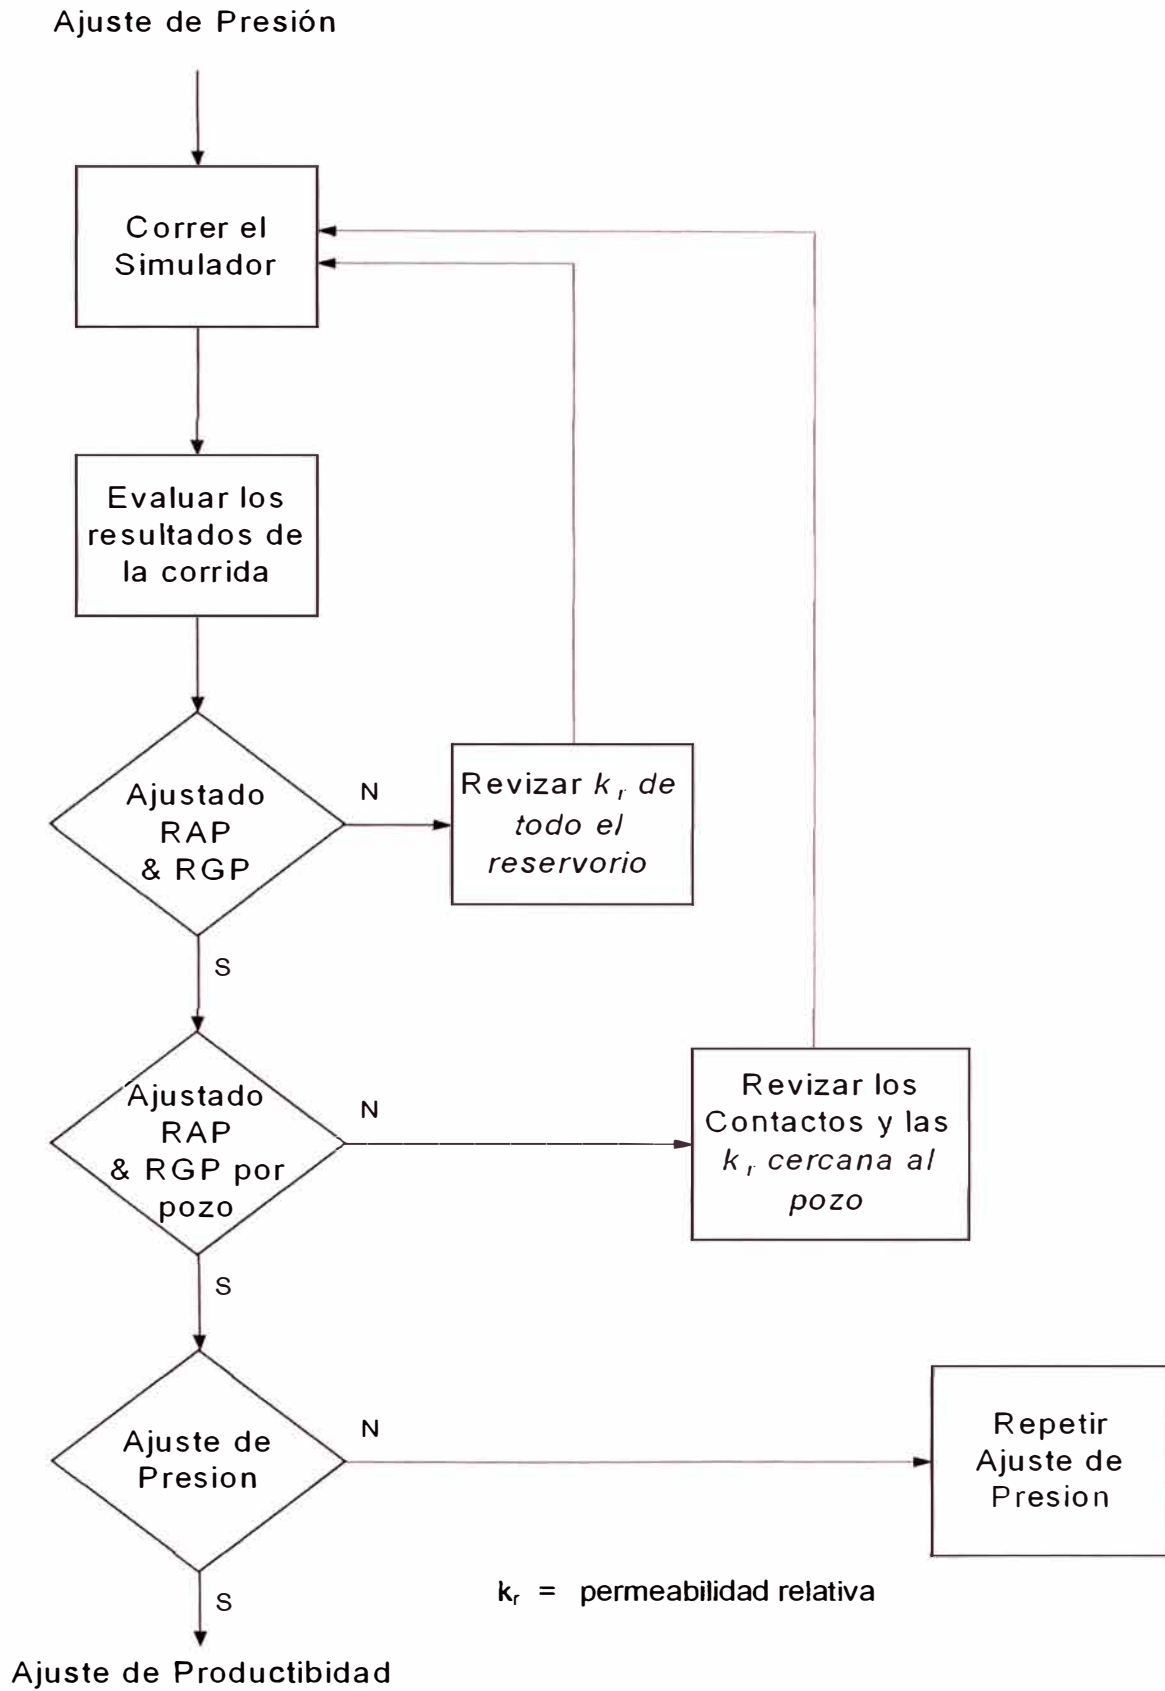 Ajuste de Presión
Correr el
Simulador
Evaluar los
resultados de
la corrida
Ajustado
RAP
& RGP
N
Revizar k r de
todo el
reservorio
S
Ajustado
RAP
& RGP por
pozo
N
Revizar los
Contactos y las
k r cercana al
pozo
S
Ajuste de
Presion
N
Repetir
Ajuste de
Presion
S
kr = permeabilidad relativa
Ajuste de Productibidad